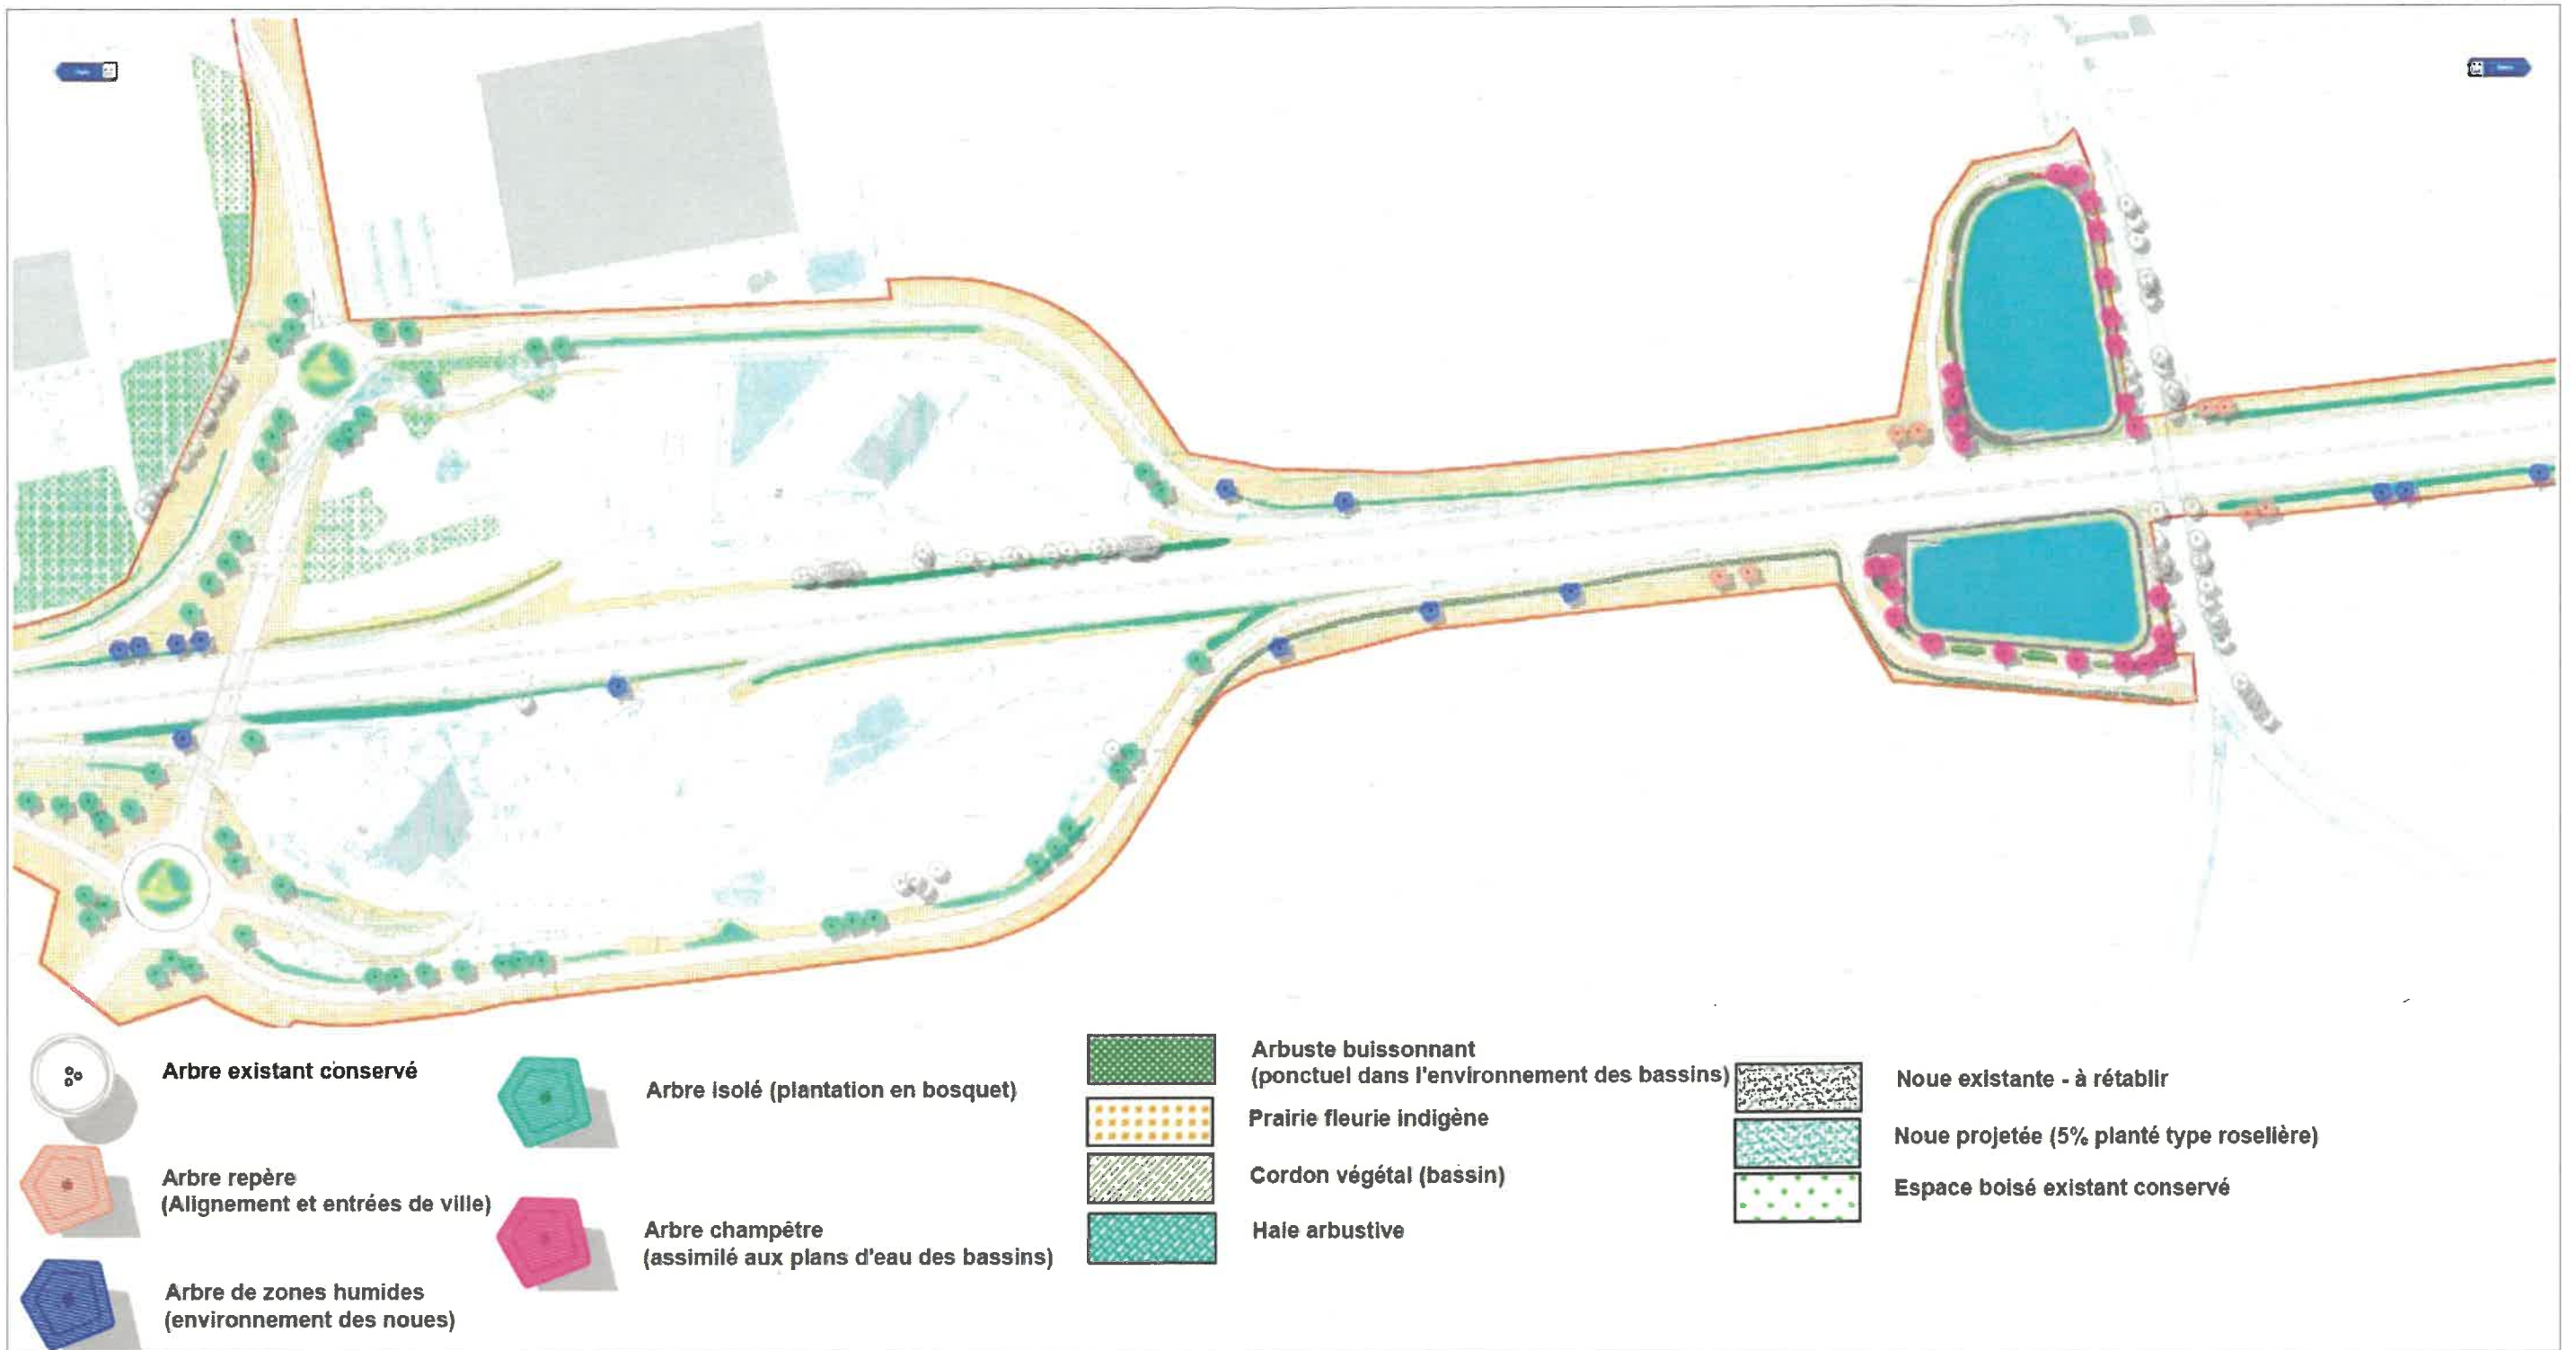 Arbre existant conservé
Arbre repère
(Alignement et entrées de ville)
Arbre de zones humides
(environnement des noues)
Arbre isolé (plantation en bosquet)
Arbre champêtre
(assimilé aux plans d'eau des bassins)
Arbuste buissonnant
(ponctuel dans l'environnement des bassins)
Prairie fleurie indigène
Cordon végétal (bassin)
Haie arbustive
Noue existante - à rétablir
Noue projetée (5% planté type roselière)
Espace boisé existant conservé